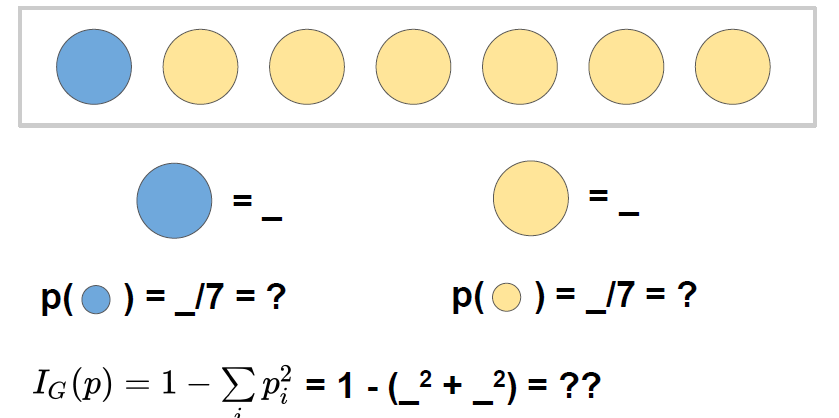 = _ = _
p( ) = _/7 = ? p( ) = _/7 = ?
I_G(p) = 1 − ∑_i p_i^2 = 1 - (_² + _²) = ??